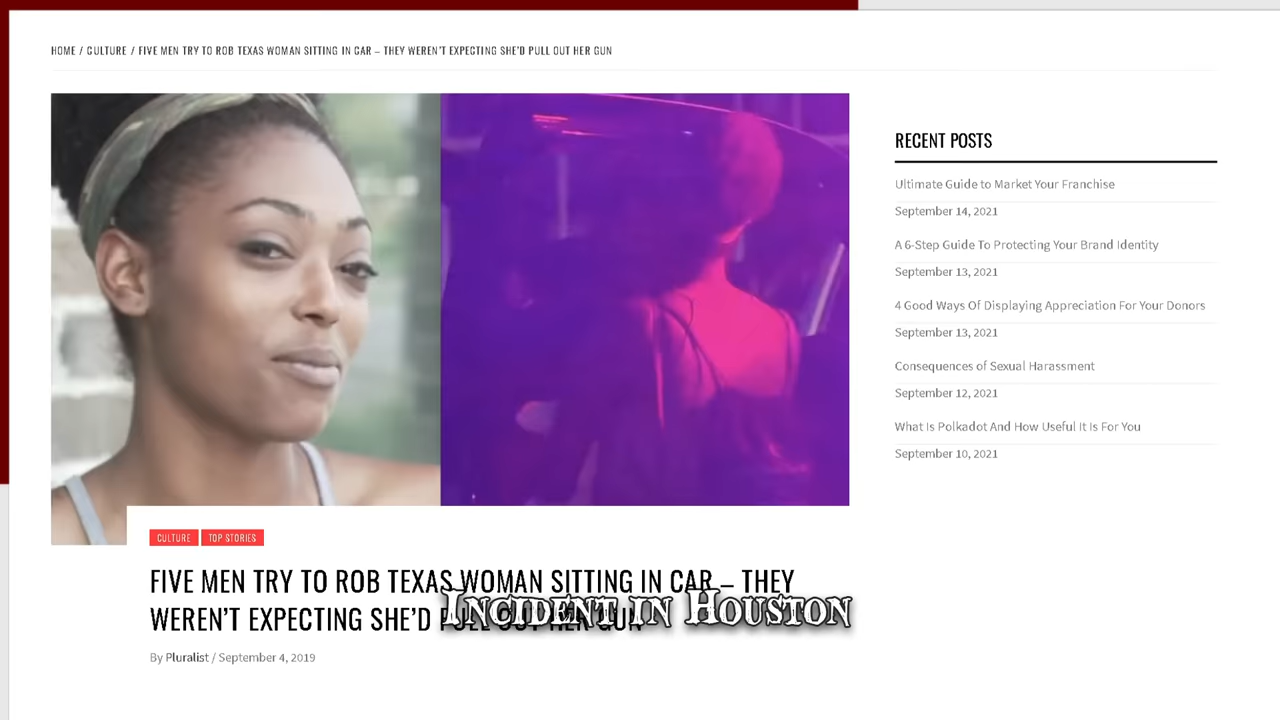 HOME / CULTURE / FIVE MEN TRY TO ROB TEXAS WOMAN SITTING IN CAR – THEY WEREN'T EXPECTING SHE'D PULL OUT HER GUN
RECENT POSTS
Ultimate Guide to Market Your Franchise
September 14, 2021
A 6-Step Guide To Protecting Your Brand Identity
September 13, 2021
4 Good Ways Of Displaying Appreciation For Your Donors
September 13, 2021
Consequences of Sexual Harassment
September 12, 2021
What Is Polkadot And How Useful It Is For You
September 10, 2021
CULTURE TOP STORIES
FIVE MEN TRY TO ROB TEXAS WOMAN SITTING IN CAR – THEY
WEREN'T EXPECTING SHE'D PULL OUT HER GUN
Incident in Houston
By Pluralist / September 4, 2019